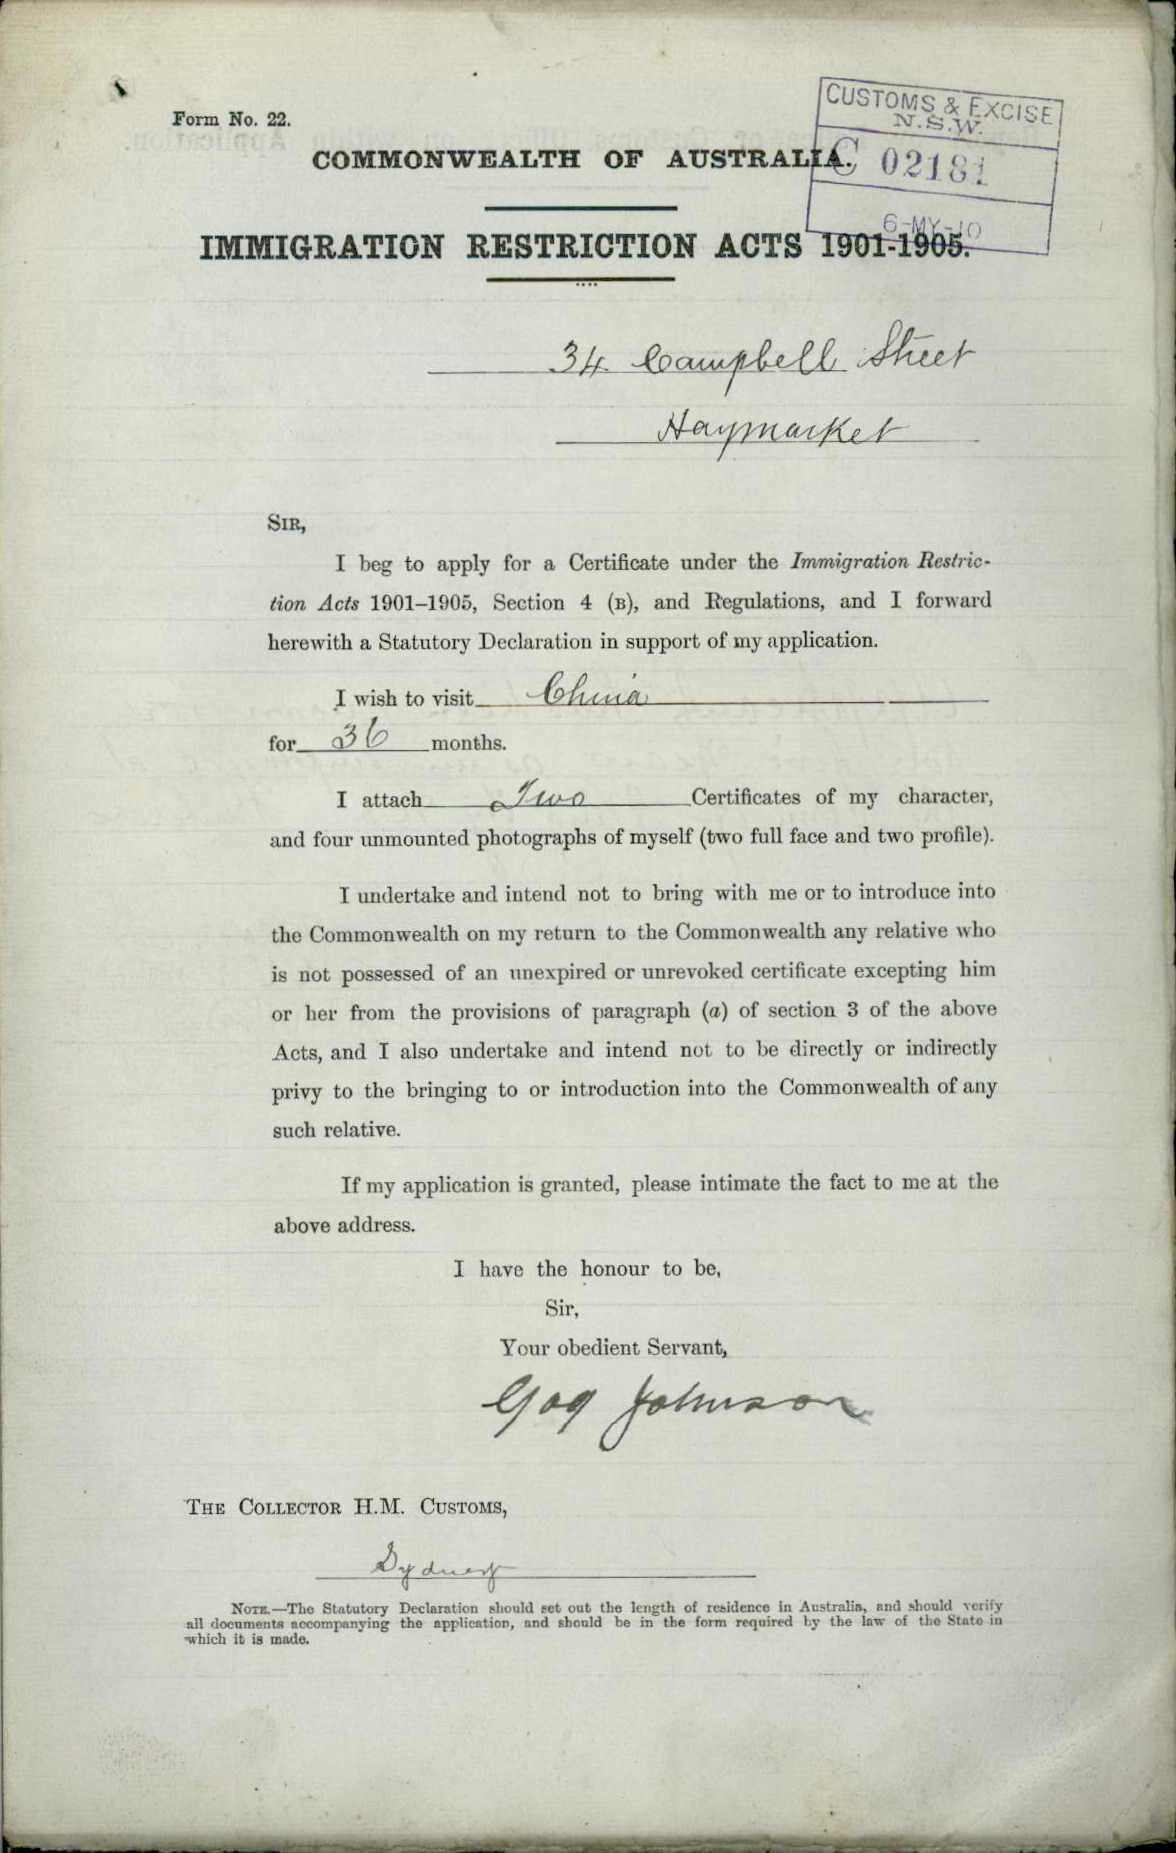 Form No. 22.
CUSTOMS & EXCISE
N.S.W.
C 02181
6-MY-10
COMMONWEALTH OF AUSTRALIA.
IMMIGRATION RESTRICTION ACTS 1901-1905.
34 Campbell Street
Haymarket
SIR,
I beg to apply for a Certificate under the Immigration Restric-
tion Acts 1901–1905, Section 4 (B), and Regulations, and I forward
herewith a Statutory Declaration in support of my application.
I wish to visit China
for 36 months.
I attach Two Certificates of my character,
and four unmounted photographs of myself (two full face and two profile).
I undertake and intend not to bring with me or to introduce into
the Commonwealth on my return to the Commonwealth any relative who
is not possessed of an unexpired or unrevoked certificate excepting him
or her from the provisions of paragraph (a) of section 3 of the above
Acts, and I also undertake and intend not to be directly or indirectly
privy to the bringing to or introduction into the Commonwealth of any
such relative.
If my application is granted, please intimate the fact to me at the
above address.
I have the honour to be,
Sir,
Your obedient Servant,
Johnson
THE COLLECTOR H.M. CUSTOMS,
Sydney
NOTE.—The Statutory Declaration should set out the length of residence in Australia, and should verify
all documents accompanying the application, and should be in the form required by the law of the State in
which it is made.